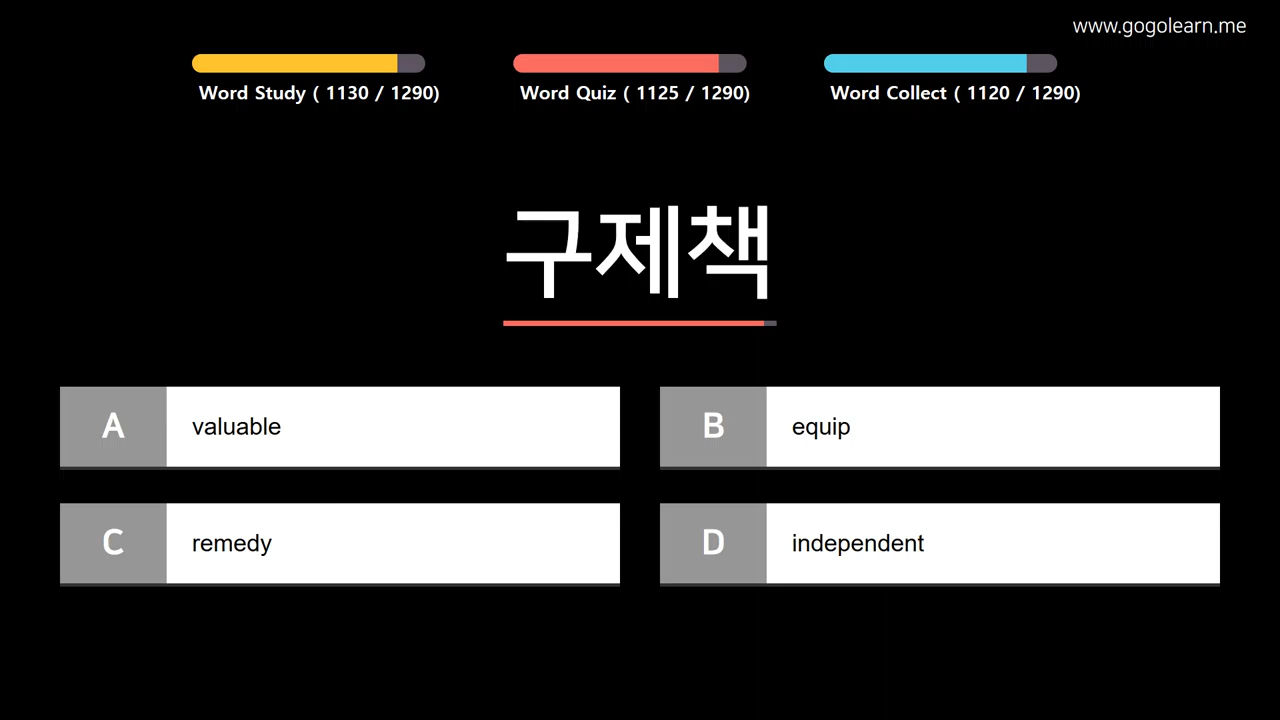 www.gogolearn.me
Word Study ( 1130 / 1290)
Word Quiz ( 1125 / 1290)
Word Collect ( 1120 / 1290)
구제책
A
valuable
B
equip
C
remedy
D
independent